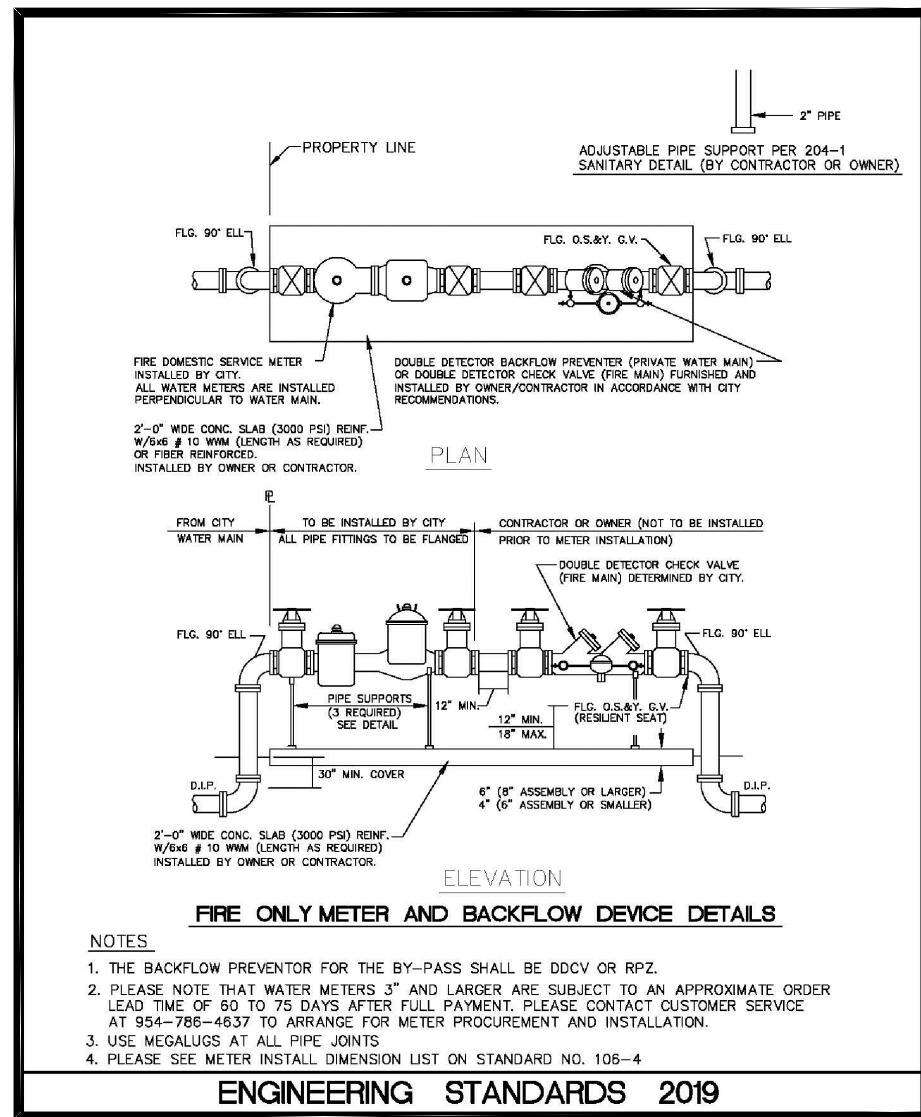 2" PIPE
ADJUSTABLE PIPE SUPPORT PER 204-1
SANITARY DETAIL (BY CONTRACTOR OR OWNER)
PROPERTY LINE
FLG. 90° ELL
FLG. O.S.&Y. G.V.
FLG. 90° ELL
FIRE DOMESTIC SERVICE METER
INSTALLED BY CITY.
ALL WATER METERS ARE INSTALLED
PERPENDICULAR TO WATER MAIN.
DOUBLE DETECTOR BACKFLOW PREVENTER (PRIVATE WATER MAIN)
OR DOUBLE DETECTOR CHECK VALVE (FIRE MAIN) FURNISHED AND
INSTALLED BY OWNER/CONTRACTOR IN ACCORDANCE WITH CITY
RECOMMENDATIONS.
2'-0" WIDE CONC. SLAB (3000 PSI) REINF.
W/6x6 # 10 WWM (LENGTH AS REQUIRED)
OR FIBER REINFORCED.
INSTALLED BY OWNER OR CONTRACTOR.
PLAN
PL
FROM CITY
WATER MAIN
TO BE INSTALLED BY CITY
ALL PIPE FITTINGS TO BE FLANGED
CONTRACTOR OR OWNER (NOT TO BE INSTALLED
PRIOR TO METER INSTALLATION)
DOUBLE DETECTOR CHECK VALVE
(FIRE MAIN) DETERMINED BY CITY.
FLG. 90° ELL
FLG. 90° ELL
PIPE SUPPORTS
(3 REQUIRED)
SEE DETAIL
12" MIN.
12" MIN.
18" MAX.
FLG. O.S.&Y. G.V.
(RESILIENT SEAT)
30" MIN. COVER
D.I.P.
D.I.P.
6" (8" ASSEMBLY OR LARGER)
4" (6" ASSEMBLY OR SMALLER)
2'-0" WIDE CONC. SLAB (3000 PSI) REINF.
W/6x6 # 10 WWM (LENGTH AS REQUIRED)
INSTALLED BY OWNER OR CONTRACTOR.
ELEVATION
FIRE ONLY METER AND BACKFLOW DEVICE DETAILS
NOTES
1. THE BACKFLOW PREVENTOR FOR THE BY-PASS SHALL BE DDCV OR RPZ.
2. PLEASE NOTE THAT WATER METERS 3" AND LARGER ARE SUBJECT TO AN APPROXIMATE ORDER
LEAD TIME OF 60 TO 75 DAYS AFTER FULL PAYMENT. PLEASE CONTACT CUSTOMER SERVICE
AT 954-786-4637 TO ARRANGE FOR METER PROCUREMENT AND INSTALLATION.
3. USE MEGALUGS AT ALL PIPE JOINTS
4. PLEASE SEE METER INSTALL DIMENSION LIST ON STANDARD NO. 106-4
ENGINEERING STANDARDS 2019